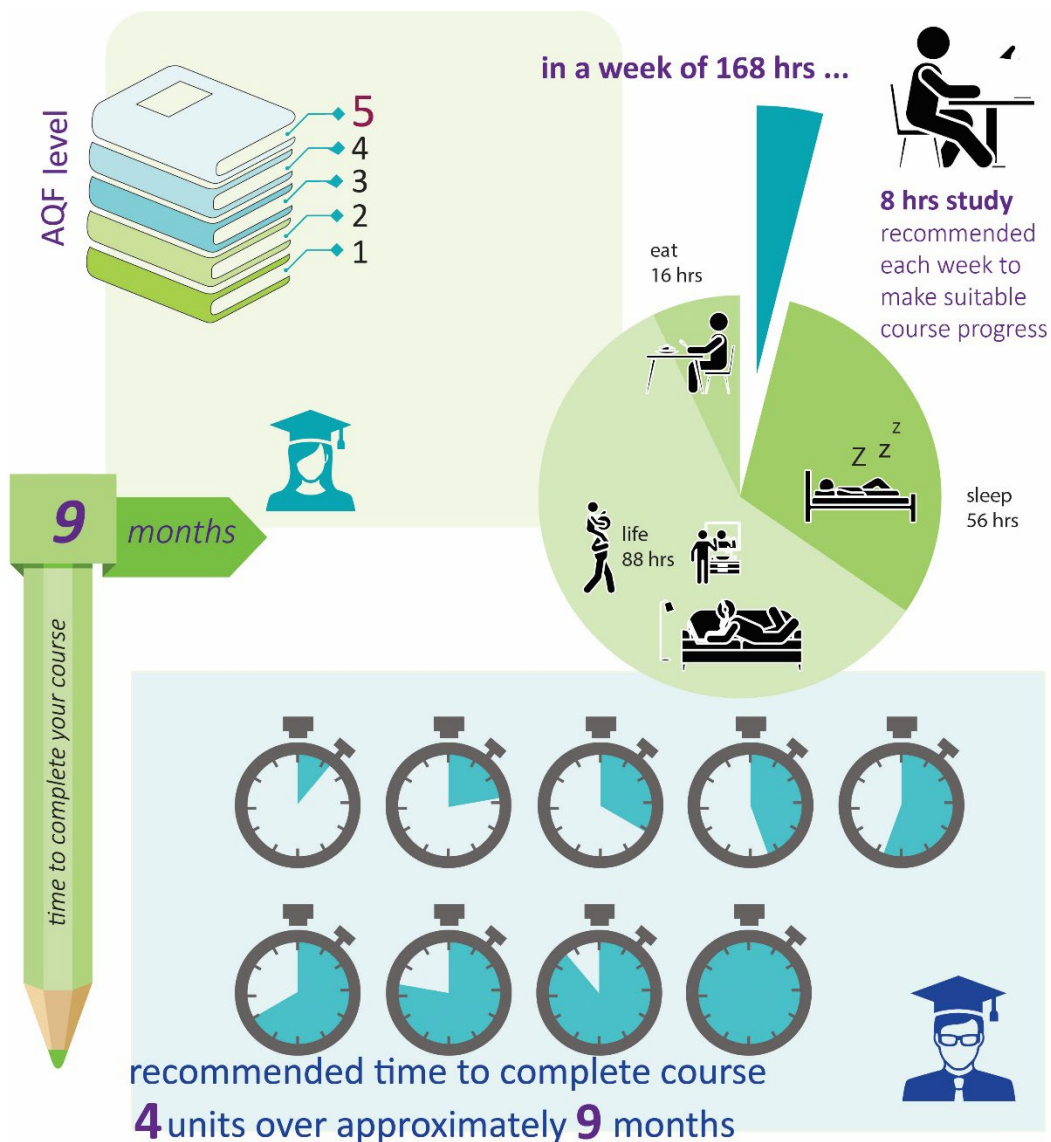 AQF level
5
4
3
2
1
in a week of 168 hrs ...
8 hrs study
recommended
each week to
make suitable
course progress
eat
16 hrs
z
z
Z
sleep
56 hrs
life
88 hrs
9
months
time to complete your course
recommended time to complete course
4 units over approximately 9 months